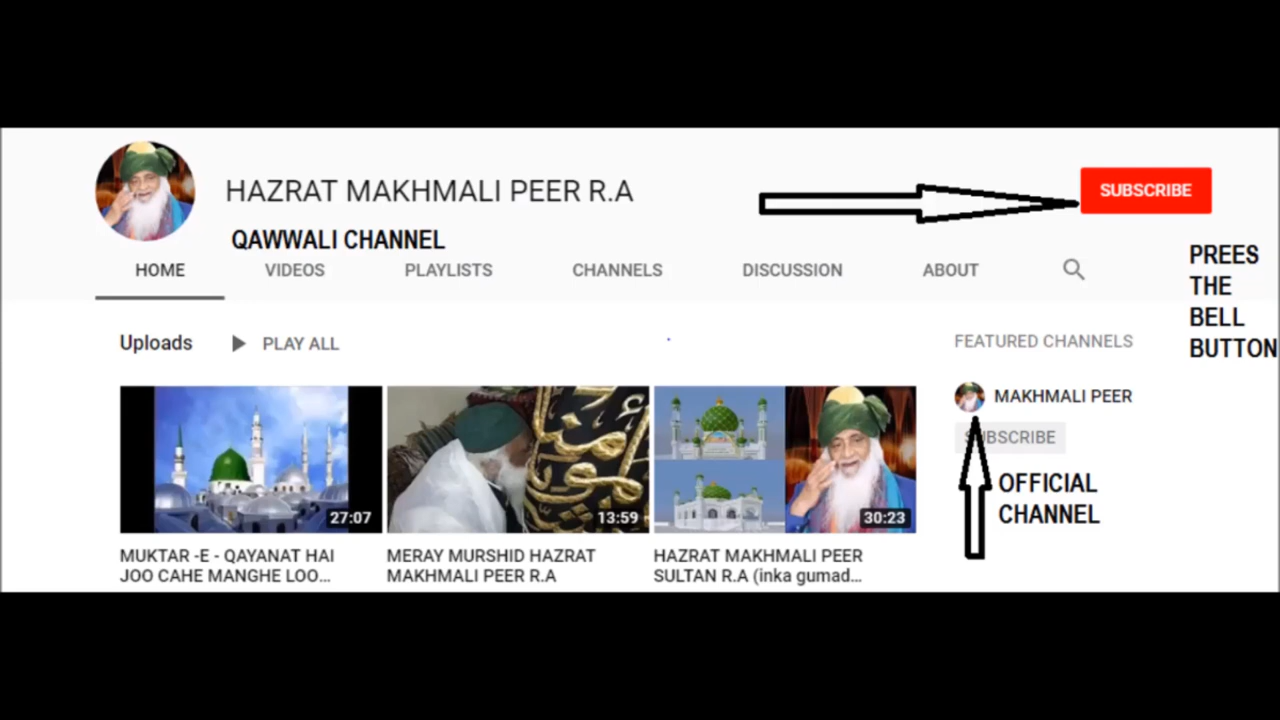 HAZRAT MAKHMALI PEER R.A
SUBSCRIBE
QAWWALI CHANNEL
HOME VIDEOS PLAYLISTS CHANNELS DISCUSSION ABOUT
PREES
THE
BELL
BUTTON
Uploads PLAY ALL
FEATURED CHANNELS
27:07
13:59
30:23
MUKTAR -E - QAYANAT HAI
JOO CAHE MANGHE LOO...
MERAY MURSHID HAZRAT
MAKHMALI PEER R.A
HAZRAT MAKHMALI PEER
SULTAN R.A (inka gumad...
MAKHMALI PEER
SUBSCRIBE
OFFICIAL
CHANNEL